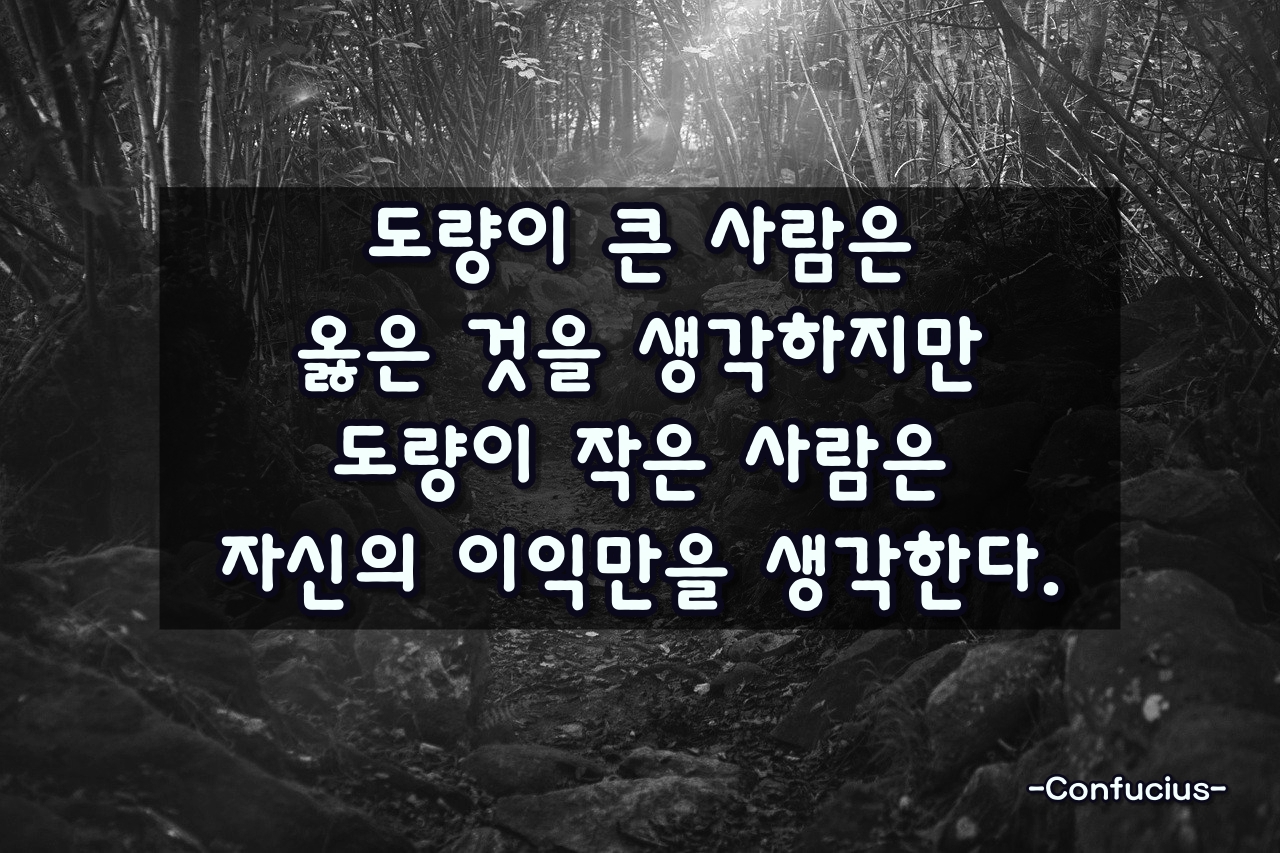 도량이 큰 사람은
옳은 것을 생각하지만
도량이 작은 사람은
자신의 이익만을 생각한다.
-Confucius-